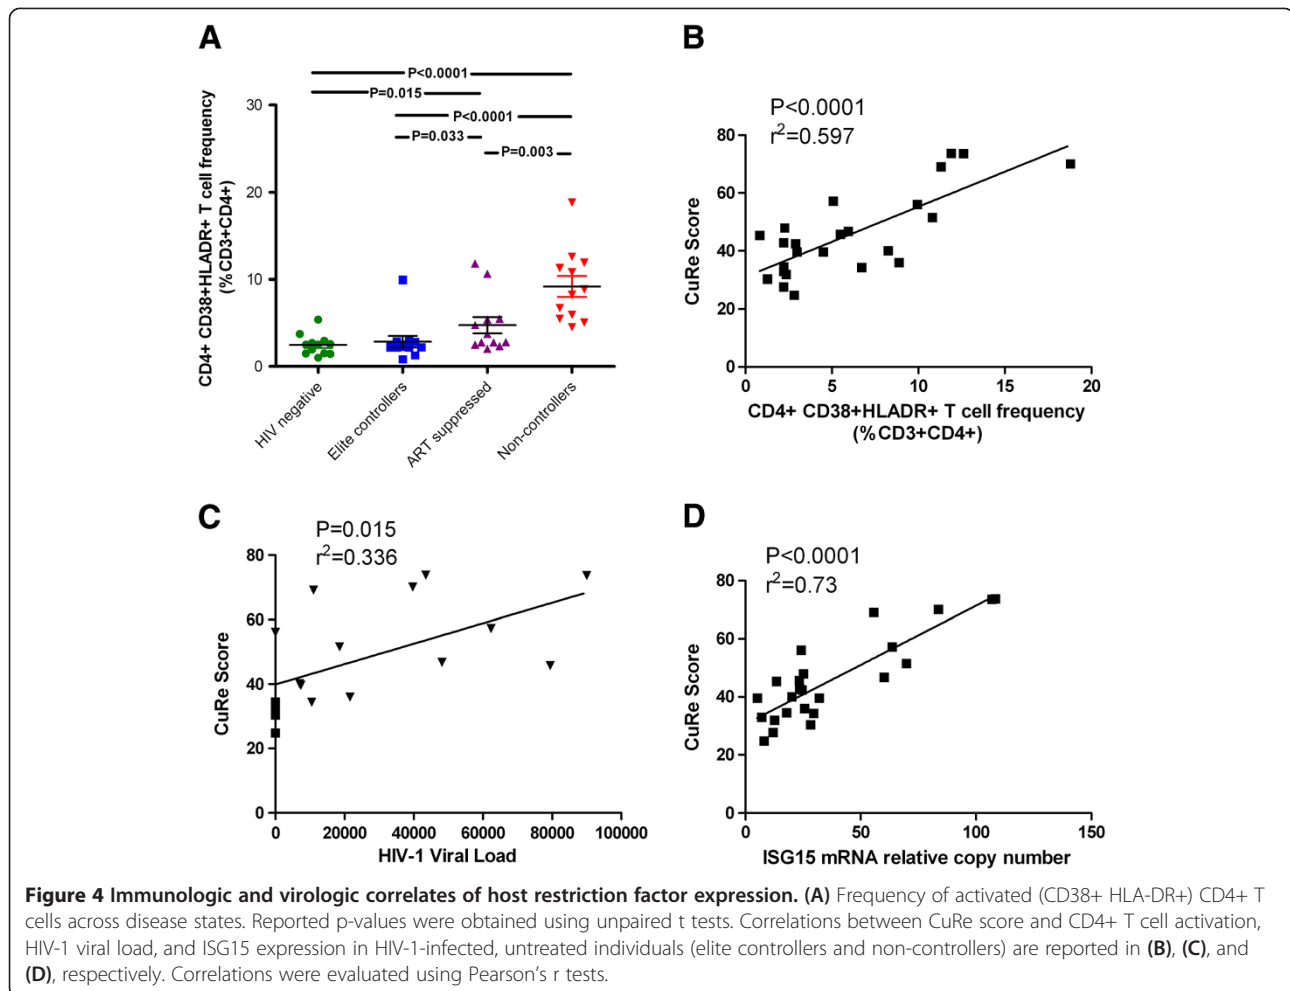 A
P<0.0001
P=0.015
P<0.0001
P=0.033
P=0.003
CD4+ CD38+HLADR+ T cell frequency
(%CD3+CD4+)
30
20
10
0
HIV negative
Elite controllers
ART suppressed
Non-controllers
B
P<0.0001
r²=0.597
CuRe Score
80
60
40
20
0
0 5 10 15 20
CD4+ CD38+HLADR+ T cell frequency
(%CD3+CD4+)
C
P=0.015
r²=0.336
CuRe Score
80
60
40
20
0
0 20000 40000 60000 80000 100000
HIV-1 Viral Load
D
P<0.0001
r²=0.73
CuRe Score
80
60
40
20
0
0 50 100 150
ISG15 mRNA relative copy number
Figure 4 Immunologic and virologic correlates of host restriction factor expression. (A) Frequency of activated (CD38+ HLA-DR+) CD4+ T
cells across disease states. Reported p-values were obtained using unpaired t tests. Correlations between CuRe score and CD4+ T cell activation,
HIV-1 viral load, and ISG15 expression in HIV-1-infected, untreated individuals (elite controllers and non-controllers) are reported in (B), (C), and
(D), respectively. Correlations were evaluated using Pearson's r tests.